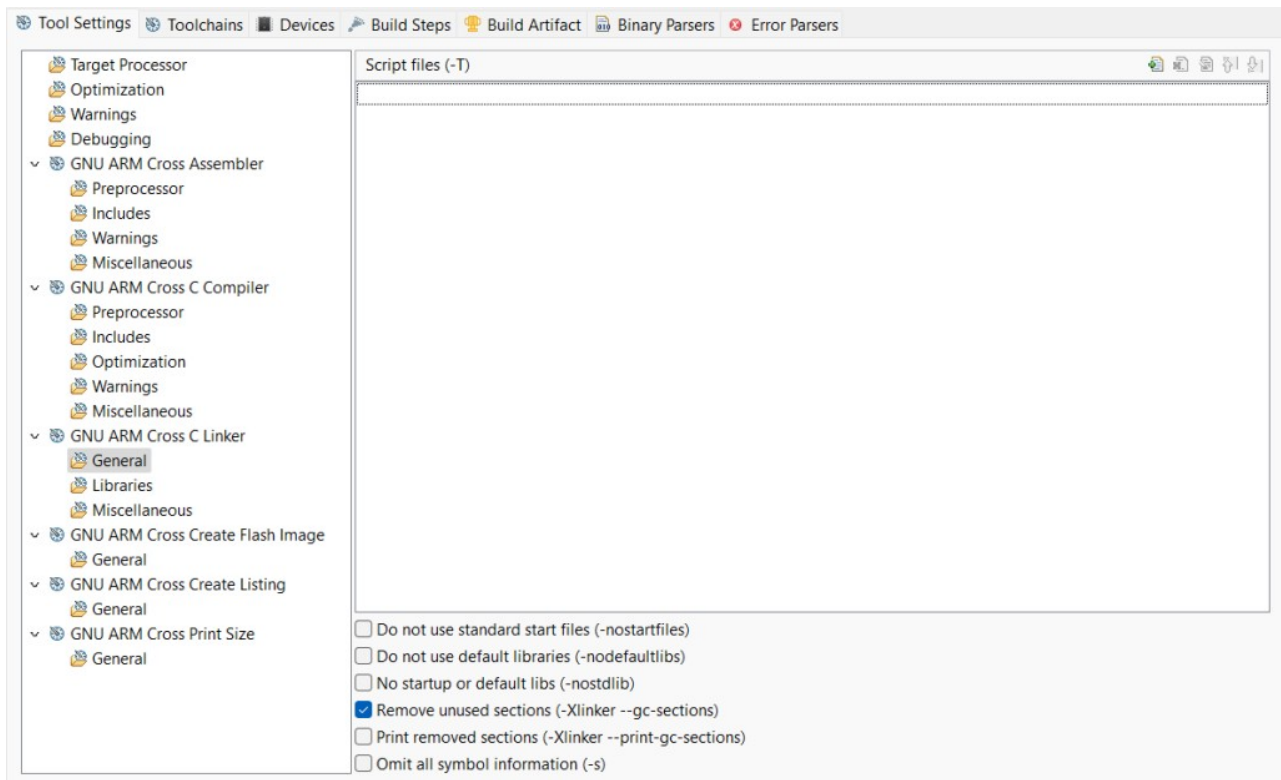 Tool Settings Toolchains Devices Build Steps Build Artifact Binary Parsers Error Parsers
Target Processor
Optimization
Warnings
Debugging
GNU ARM Cross Assembler
Preprocessor
Includes
Warnings
Miscellaneous
GNU ARM Cross C Compiler
Preprocessor
Includes
Optimization
Warnings
Miscellaneous
GNU ARM Cross C Linker
General
Libraries
Miscellaneous
GNU ARM Cross Create Flash Image
General
GNU ARM Cross Create Listing
General
GNU ARM Cross Print Size
General
Script files (-T)
Do not use standard start files (-nostartfiles)
Do not use default libraries (-nodefaultlibs)
No startup or default libs (-nostdlib)
Remove unused sections (-Xlinker --gc-sections)
Print removed sections (-Xlinker --print-gc-sections)
Omit all symbol information (-s)